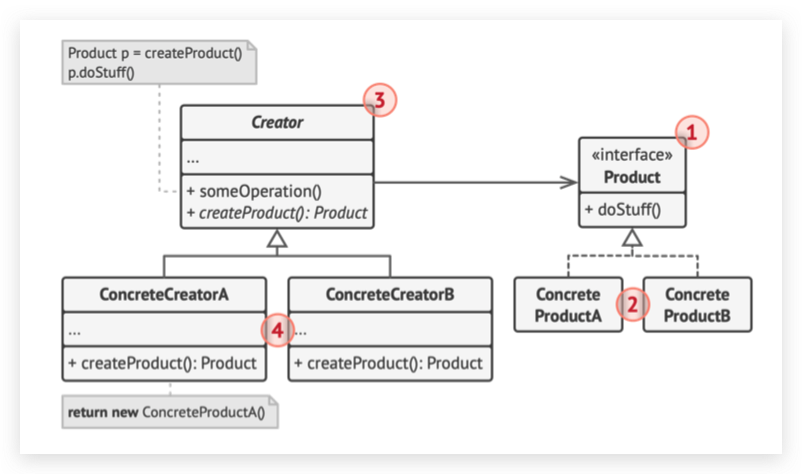 Product p = createProduct()
p.doStuff()
3
Creator
...
+ someOperation()
+ createProduct(): Product
1
«interface»
Product
+ doStuff()
ConcreteCreatorA
...
+ createProduct(): Product
4
ConcreteCreatorB
...
+ createProduct(): Product
Concrete
ProductA
2
Concrete
ProductB
return new ConcreteProductA()